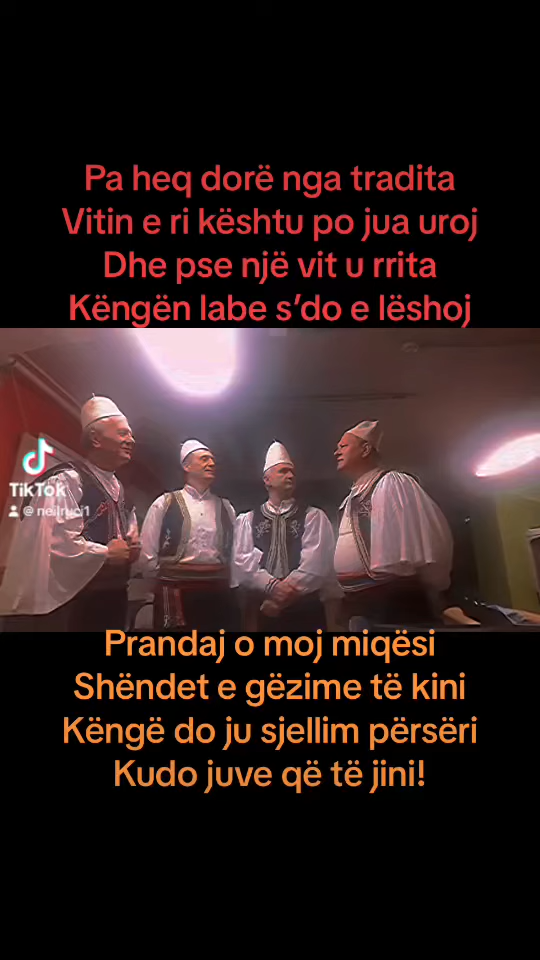 Pa heq dorë nga tradita
Vitin e ri kështu po jua uroj
Dhe pse një vit u rrita
Këngën labe s’do e lëshoj
TikTok
@ neilruci1
Prandaj o moj miqësi
Shëndet e gëzime të kini
Këngë do ju sjellim përsëri
Kudo juve që të jini!